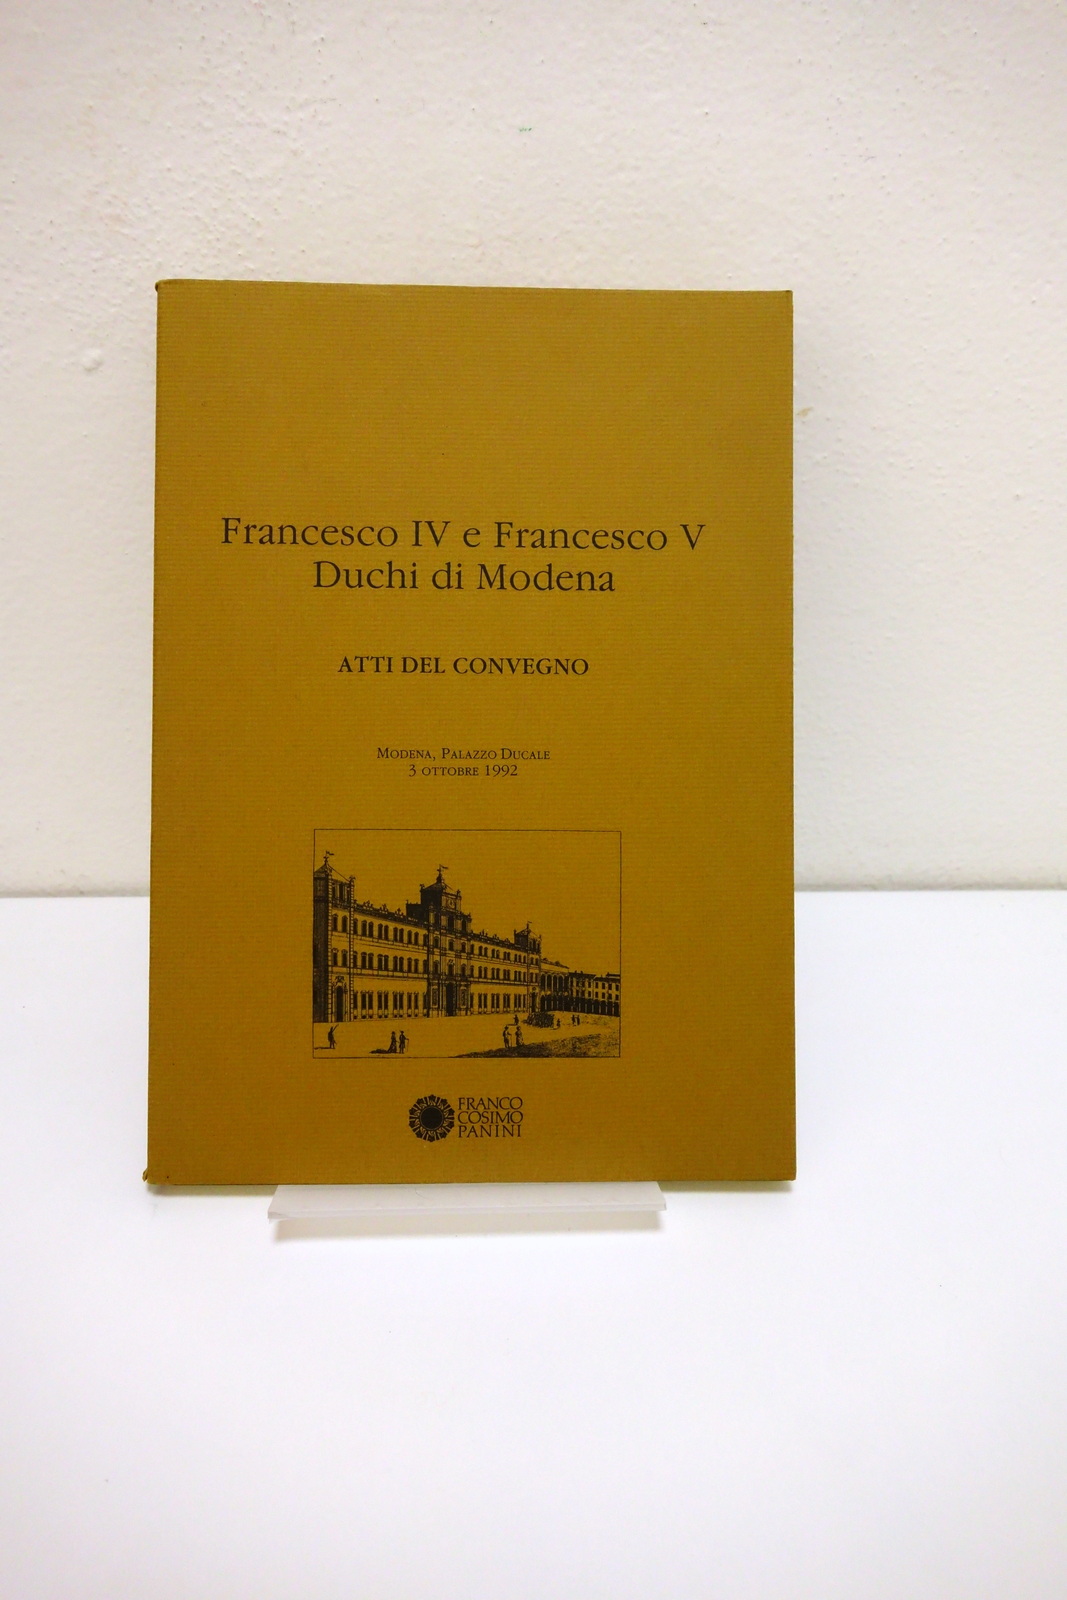 Francesco IV e Francesco V
Duchi di Modena
ATTI DEL CONVEGNO
MODENA, PALAZZO DUCALE
3 OTTOBRE 1992
FRANCO
COSIMO
PANINI